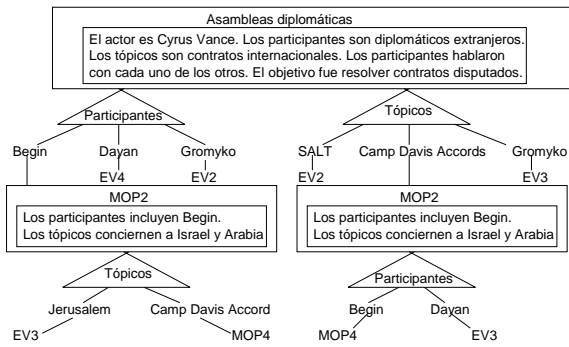 Asambleas diplomáticas
El actor es Cyrus Vance. Los participantes son diplomáticos extranjeros.
Los tópicos son contratos internacionales. Los participantes hablaron
con cada uno de los otros. El objetivo fue resolver contratos disputados.
Participantes Tópicos
Begin Dayan Gromyko SALT Camp Davis Accords Gromyko
EV4 EV2 EV2 EV3
MOP2 MOP2
Los participantes incluyen Begin. Los participantes incluyen Begin.
Los tópicos conciernen a Israel y Arabia Los tópicos conciernen a Israel y Arabia
Tópicos Participantes
Jerusalem Camp Davis Accord Begin Dayan
EV3 MOP4 MOP4 EV3